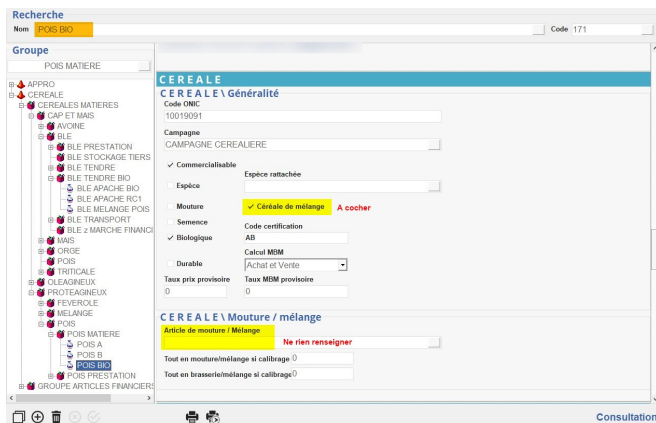 Recherche
Nom POIS BIO Code 171
Groupe
POIS MATIERE
APPRO
CEREALE
CEREALES MATIERES
CAP ET MAIS
AVOINE
BLE
BLE PRESTATION
BLE STOCKAGE TIERS
BLE TENDRE
BLE TENDRE BIO
BLE APACHE BIO
BLE APACHE RC1
BLE MELANGE POIS
BLE TRANSPORT
BLE z MARCHE FINANCI
MAIS
ORGE
POIS
TRITICALE
OLEAGINEUX
PROTEAGINEUX
FEVEROLE
MELANGE
POIS
POIS MATIERE
POIS A
POIS B
POIS BIO
POIS PRESTATION
GROUPE ARTICLES FINANCIERS
CEREALE
CEREALE \ Généralité
Code ONIC
10019091
Campagne
CAMPAGNE CEREALIERE
Commercialisable
Espèce rattachée
Espèce
Mouture Céréale de mélange A cocher
Semence
Code certification
Biologique AB
Calcul MBM
Durable Achat et Vente
Taux prix provisoire Taux MBM provisoire
0 0
CEREALE \ Mouture / mélange
Article de mouture / Mélange
Ne rien renseigner
Tout en mouture/mélange si calibrage 0
Tout en brasserie/mélange si calibrage 0
Consultation